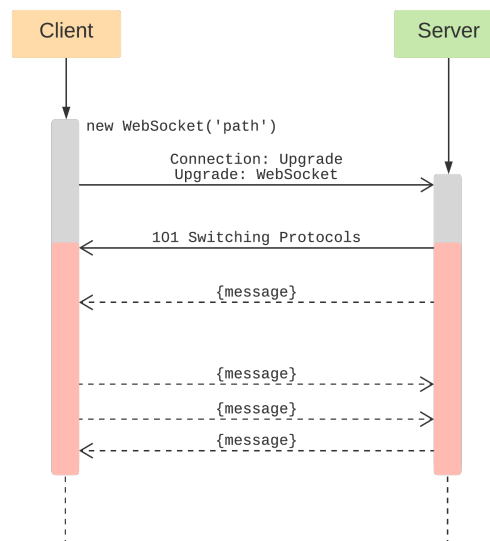 Client
Server
new WebSocket('path')
Connection: Upgrade
Upgrade: WebSocket
101 Switching Protocols
{message}
{message}
{message}
{message}